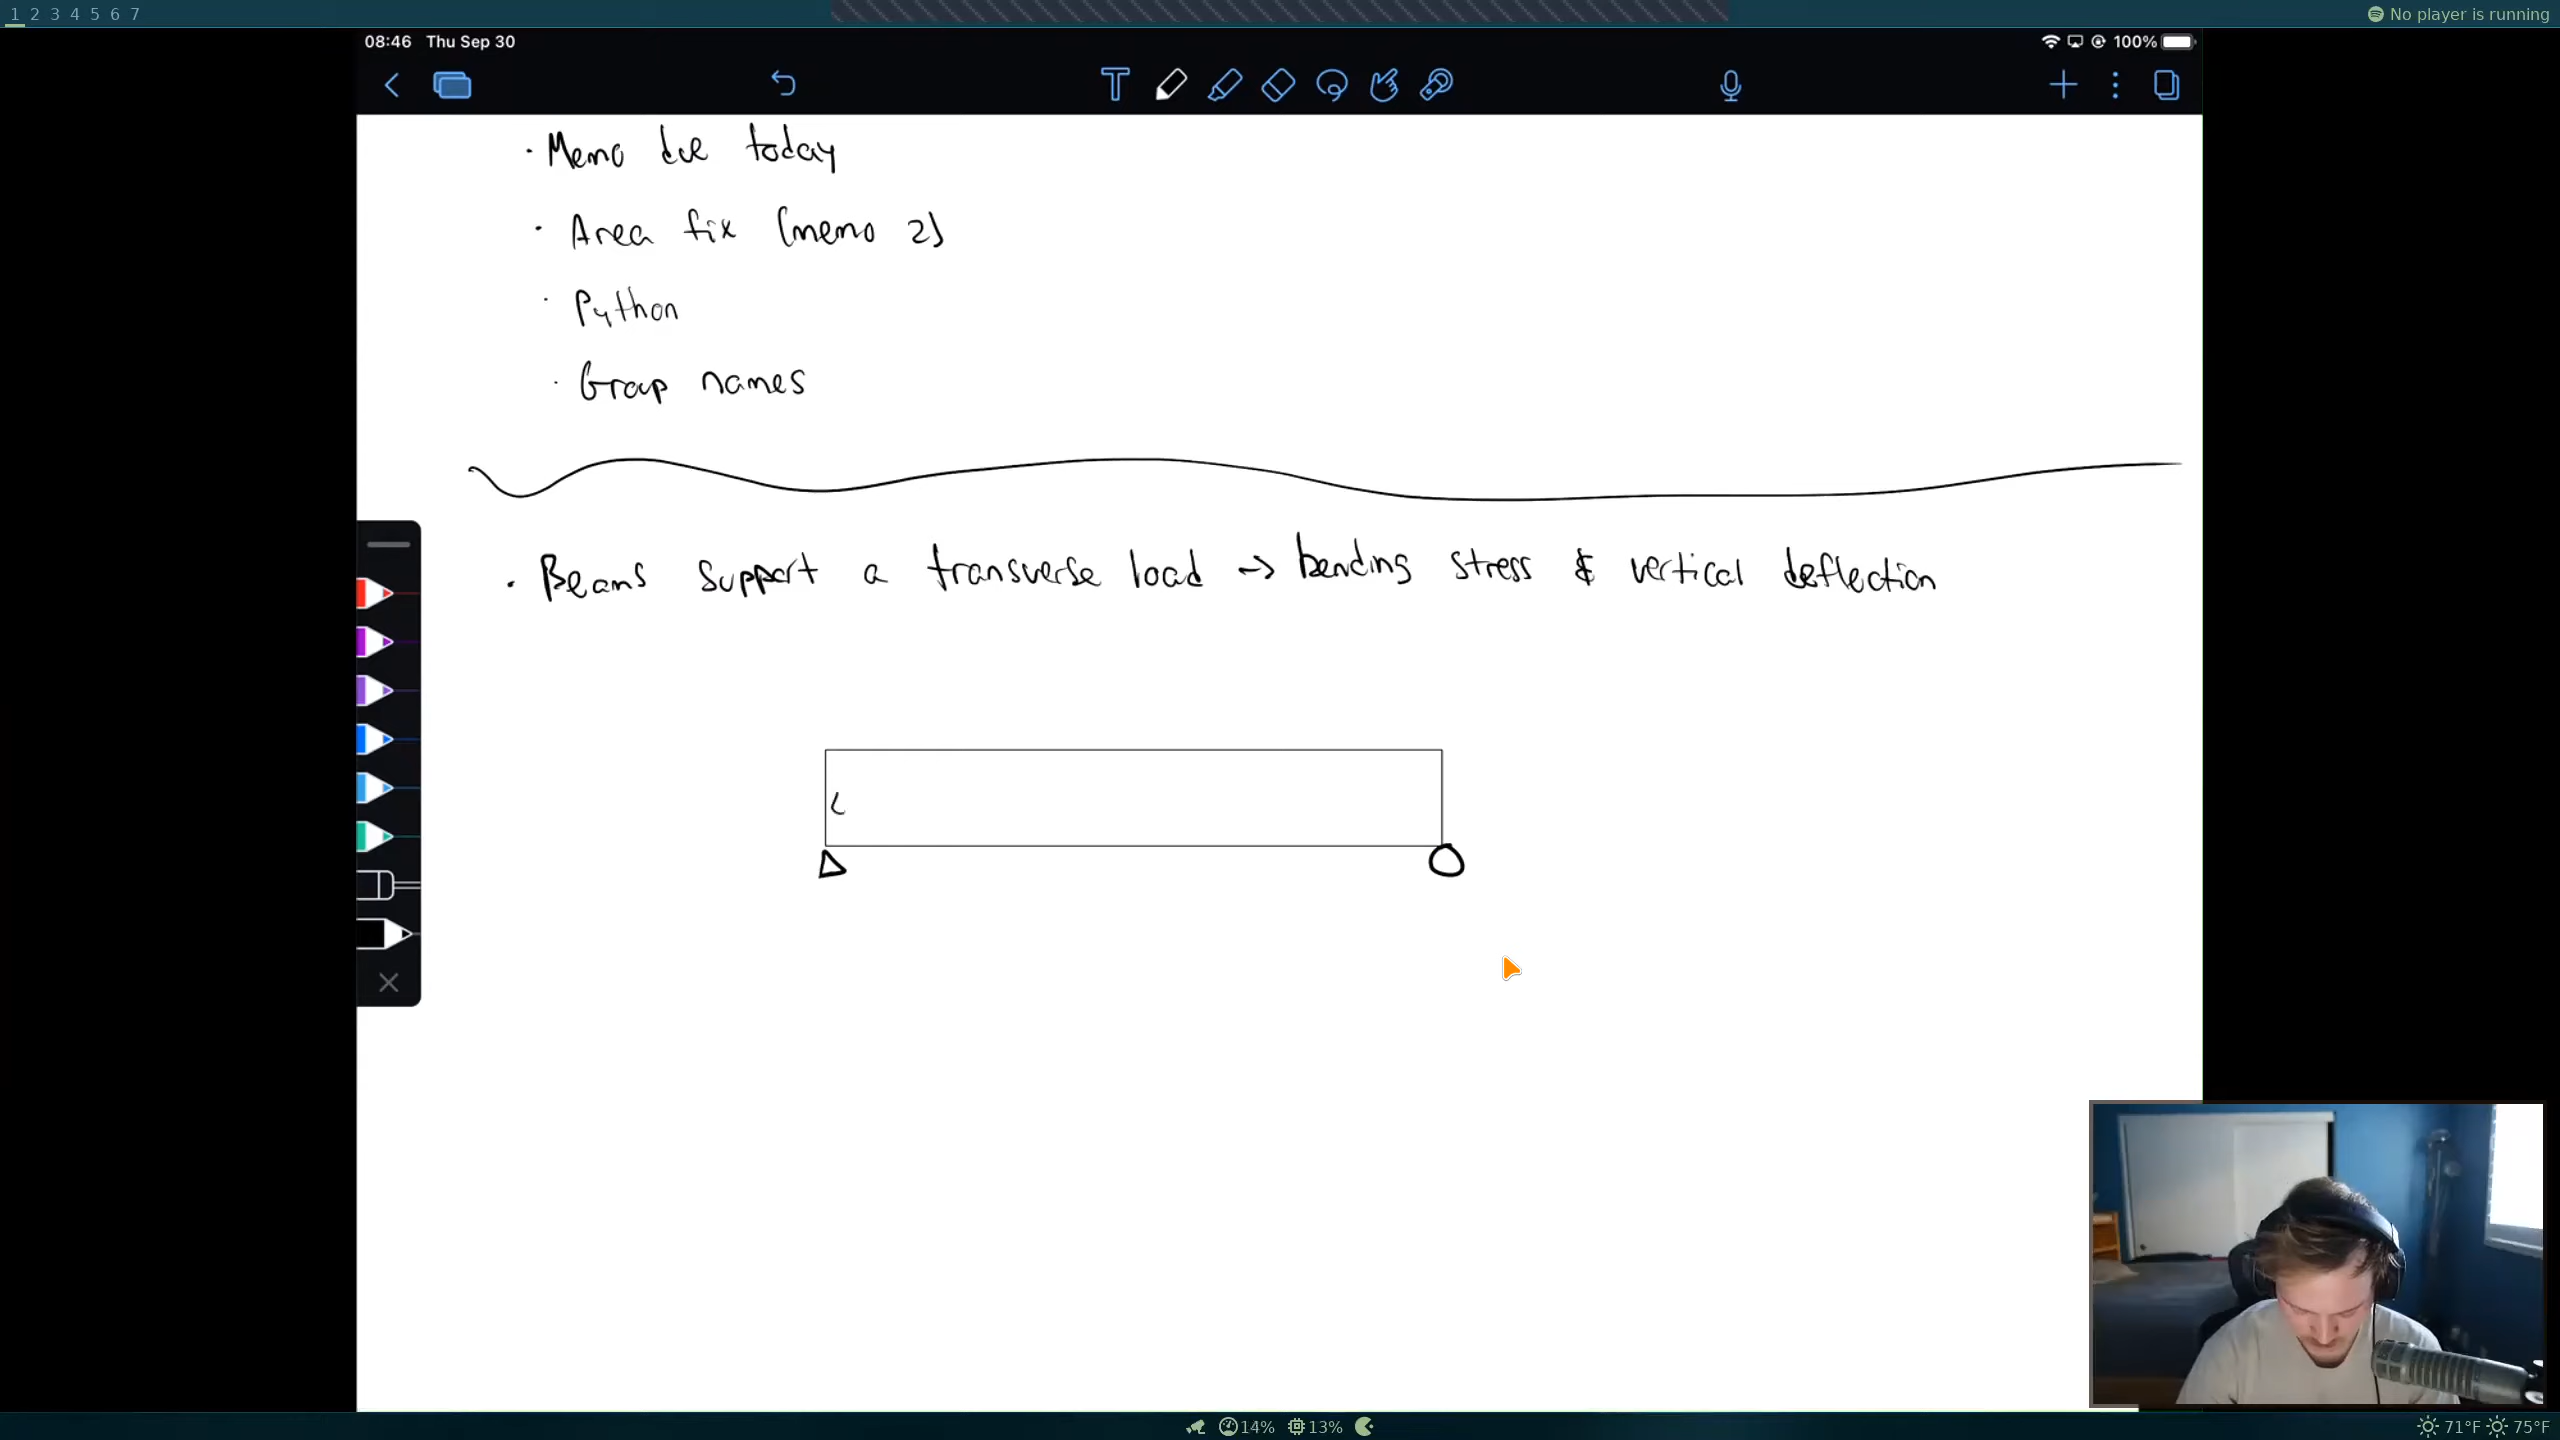 1 2 3 4 5 6 7
No player is running
08:46 Thu Sep 30
100%
T
· Memo due today
· Area fix (memo 2)
· Python
· Group names
· Beams support a transverse load → bending stress & vertical deflection
14% 13%
71°F 75°F